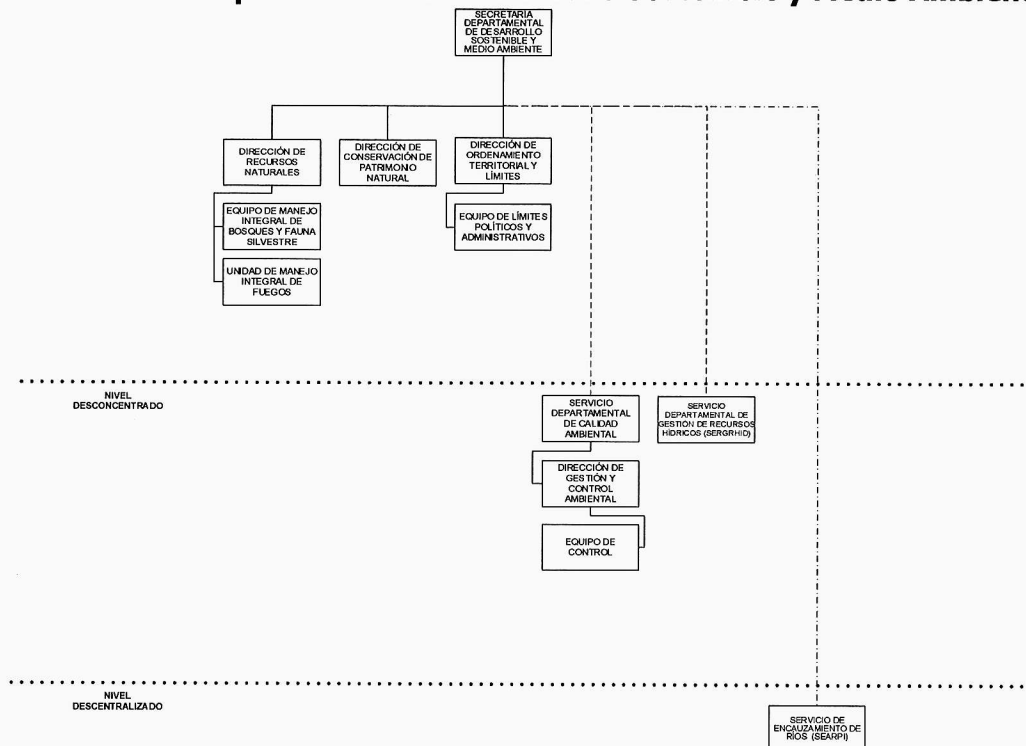 SECRETARÍA
DEPARTAMENTAL
DE DESARROLLO
SOSTENIBLE Y
MEDIO AMBIENTE
DIRECCIÓN DE
RECURSOS
NATURALES
DIRECCIÓN DE
CONSERVACIÓN DE
PATRIMONIO
NATURAL
DIRECCIÓN DE
ORDENAMIENTO
TERRITORIAL Y
LÍMITES
EQUIPO DE MANEJO
INTEGRAL DE
BOSQUES Y FAUNA
SILVESTRE
EQUIPO DE LÍMITES
POLÍTICOS Y
ADMINISTRATIVOS
UNIDAD DE MANEJO
INTEGRAL DE
FUEGOS
NIVEL
DESCONCENTRADO
SERVICIO
DEPARTAMENTAL
DE CALIDAD
AMBIENTAL
SERVICIO
DEPARTAMENTAL DE
GESTIÓN DE RECURSOS
HÍDRICOS (SERGRHID)
DIRECCIÓN DE
GESTIÓN Y
CONTROL
AMBIENTAL
EQUIPO DE
CONTROL
NIVEL
DESCENTRALIZADO
SERVICIO DE
ENCAUZAMIENTO DE
RÍOS (SEARPI)